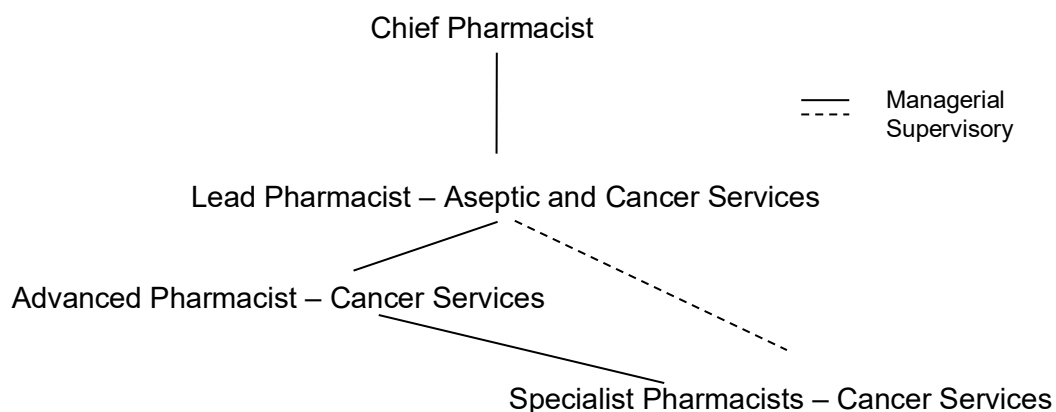 Chief Pharmacist
Managerial
Supervisory
Lead Pharmacist – Aseptic and Cancer Services
Advanced Pharmacist – Cancer Services
Specialist Pharmacists – Cancer Services